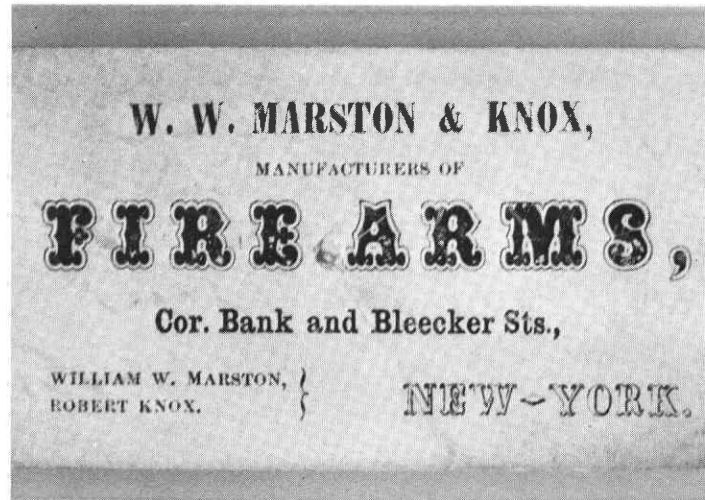 W. W. MARSTON & KNOX,
MANUFACTURERS OF
FIRE ARMS,
Cor. Bank and Bleecker Sts.,
WILLIAM W. MARSTON, }
ROBERT KNOX.
NEW-YORK.